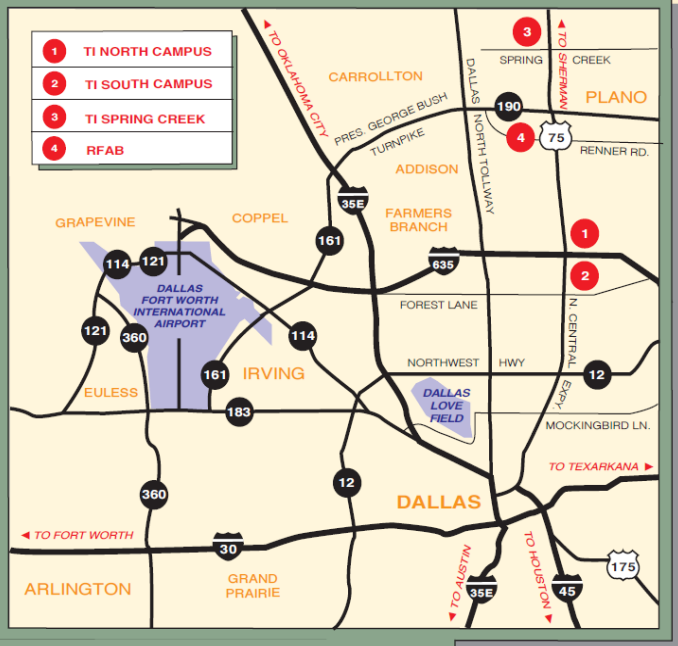 1 TI NORTH CAMPUS
2 TI SOUTH CAMPUS
3 TI SPRING CREEK
4 RFAB
TO OKLAHOMA CITY
TO SHERMAN
3
SPRING CREEK
CARROLLTON
DALLAS NORTH TOLLWAY
PLANO
190
PRES. GEORGE BUSH
TURNPIKE
4
75
RENNER RD.
ADDISON
35E
FARMERS
BRANCH
GRAPEVINE
COPPEL
161
1
114
121
635
2
DALLAS
FORT WORTH
INTERNATIONAL
AIRPORT
FOREST LANE
N. CENTRAL EXPY.
121
360
114
NORTHWEST HWY
161
IRVING
12
EULESS
DALLAS
LOVE
FIELD
183
MOCKINGBIRD LN.
TO TEXARKANA
12
360
DALLAS
TO FORT WORTH
30
TO AUSTIN
TO HOUSTON
175
ARLINGTON
GRAND
PRAIRIE
35E
45